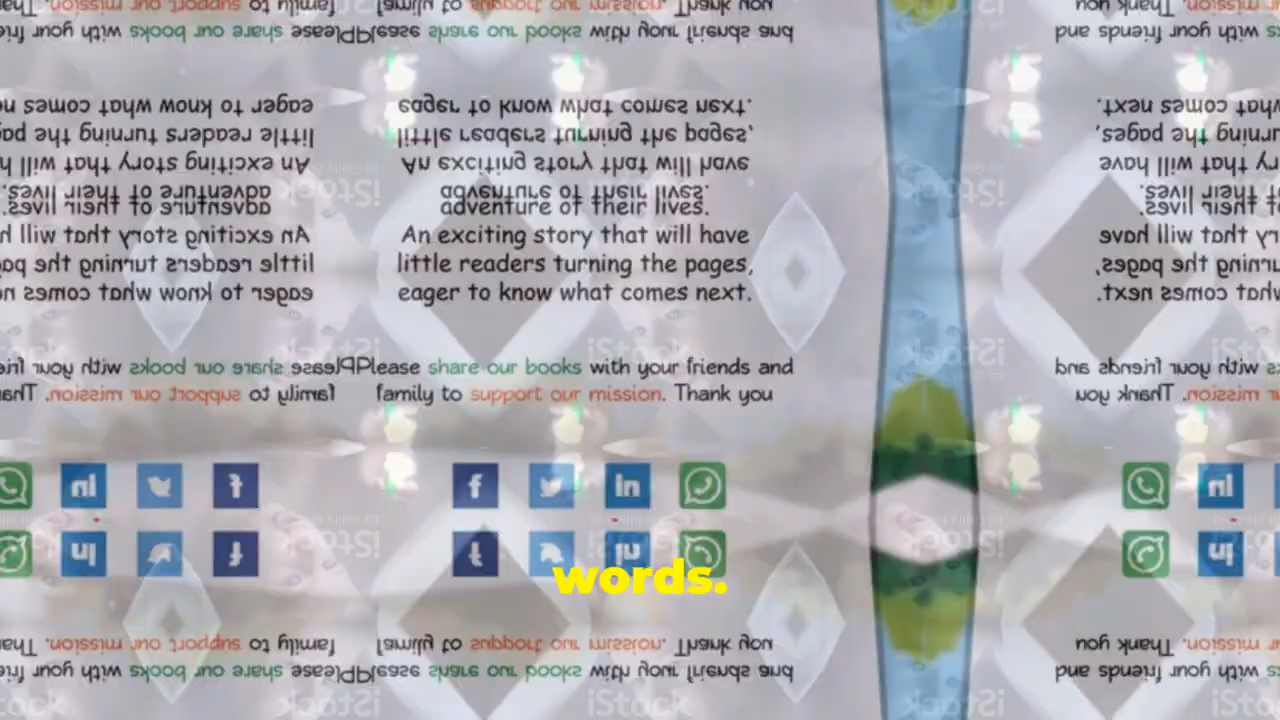 adventure of their lives.
An exciting story that will have
little readers turning the pages,
eager to know what comes next.
Please share our books with your friends and
family to support our mission. Thank you
words.
iStock